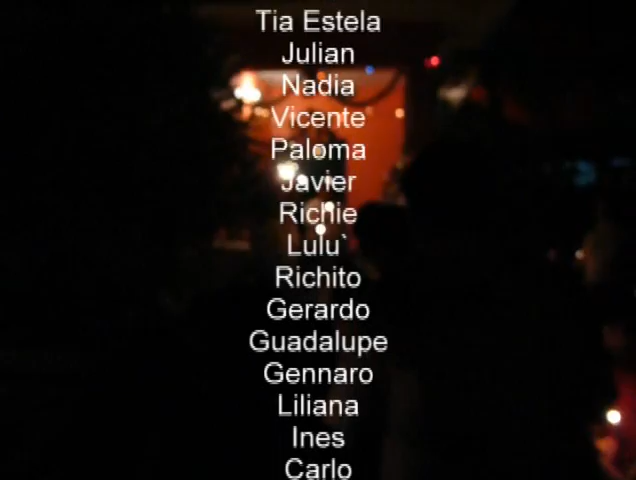 Tia Estela
Julian
Nadia
Vicente
Paloma
Javier
Richie
Lulu`
Richito
Gerardo
Guadalupe
Gennaro
Liliana
Ines
Carlo